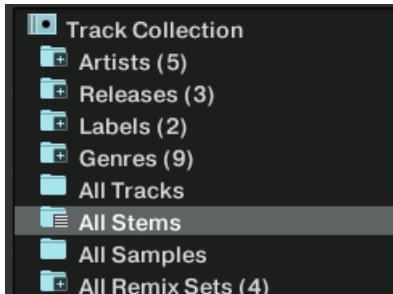 Track Collection
Artists (5)
Releases (3)
Labels (2)
Genres (9)
All Tracks
All Stems
All Samples
All Remix Sets (4)